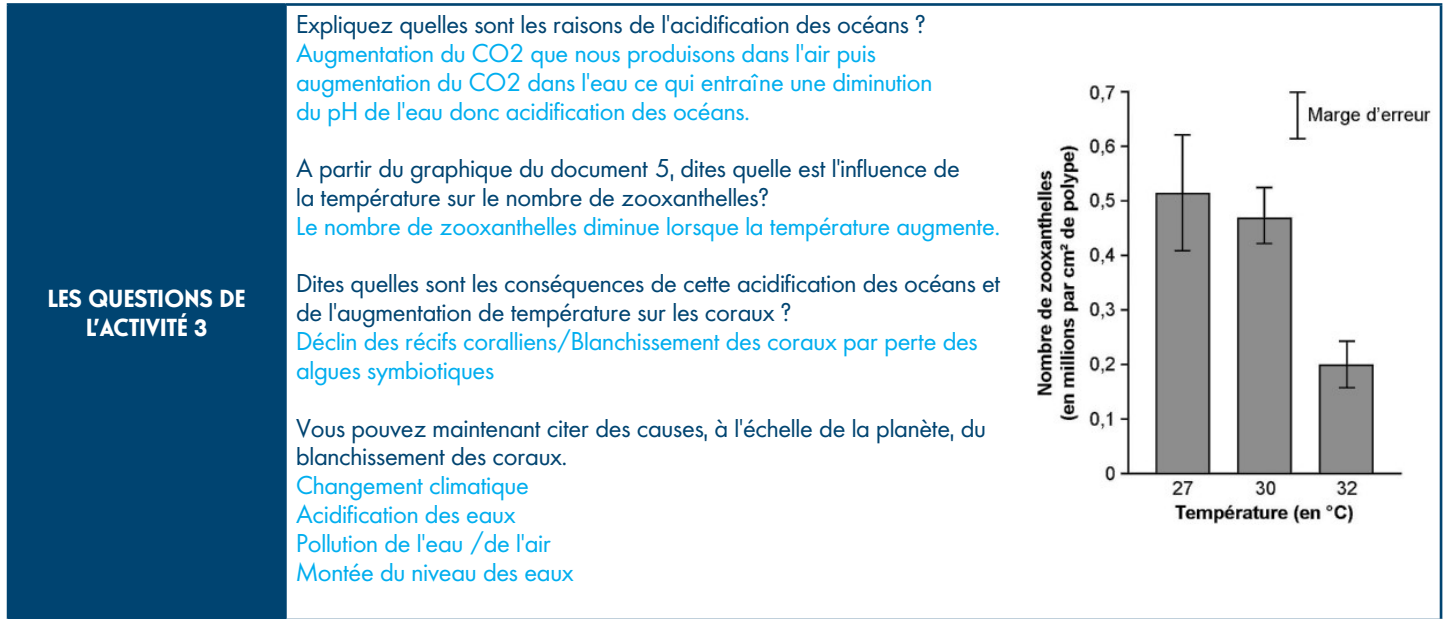 LES QUESTIONS DE
L'ACTIVITÉ 3
Expliquez quelles sont les raisons de l'acidification des océans ?
Augmentation du CO2 que nous produisons dans l'air puis
augmentation du CO2 dans l'eau ce qui entraîne une diminution
du pH de l'eau donc acidification des océans.
A partir du graphique du document 5, dites quelle est l'influence de
la température sur le nombre de zooxanthelles?
Le nombre de zooxanthelles diminue lorsque la température augmente.
Dites quelles sont les conséquences de cette acidification des océans et
de l'augmentation de température sur les coraux ?
Déclin des récifs coralliens/Blanchissement des coraux par perte des
algues symbiotiques
Vous pouvez maintenant citer des causes, à l'échelle de la planète, du
blanchissement des coraux.
Changement climatique
Acidification des eaux
Pollution de l'eau /de l'air
Montée du niveau des eaux
Nombre de zooxanthelles
(en millions par cm² de polype)
0,7
0,6
0,5
0,4
0,3
0,2
0,1
0
Marge d'erreur
27 30 32
Température (en °C)